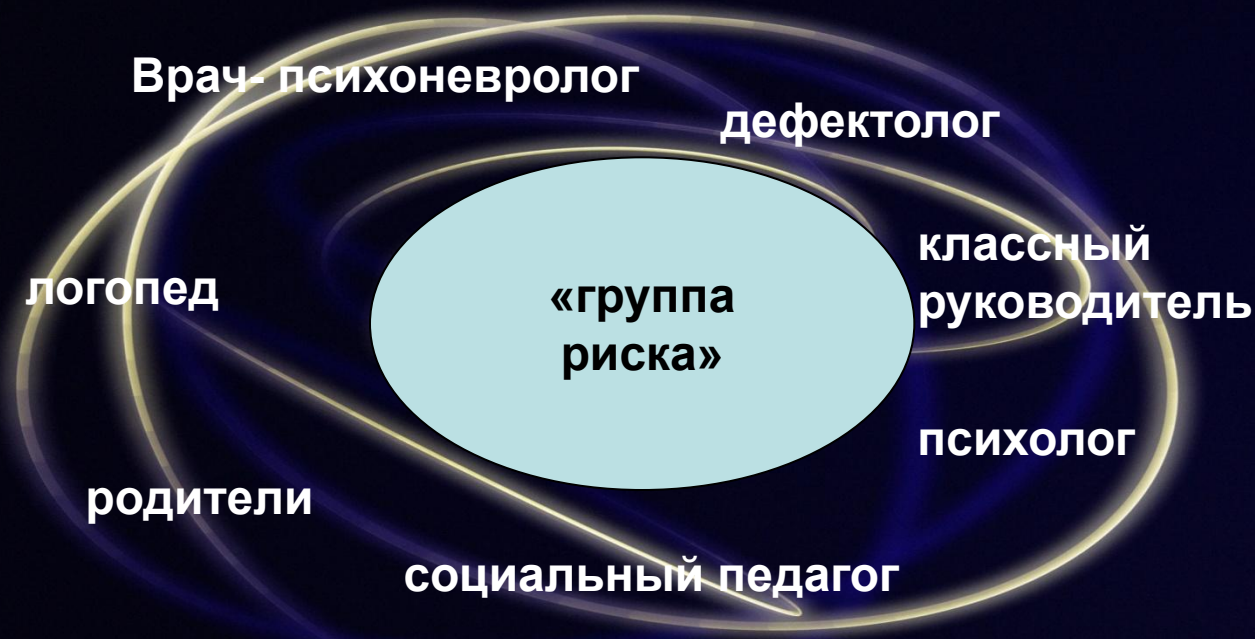 Врач- психоневролог
дефектолог
классный
руководитель
логопед
«группа
риска»
психолог
родители
социальный педагог